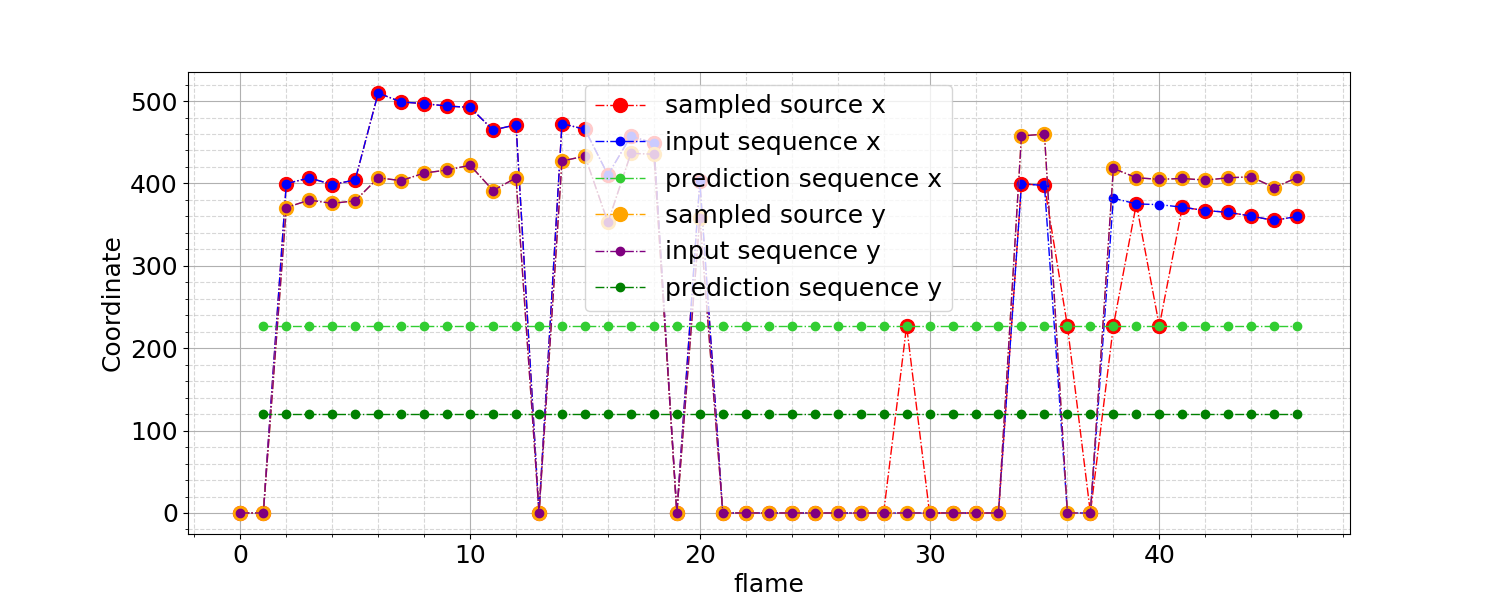 500
400
300
200
100
0
Coordinate
sampled source x
input sequence x
prediction sequence x
sampled source y
input sequence y
prediction sequence y
0 10 20 30 40
flame